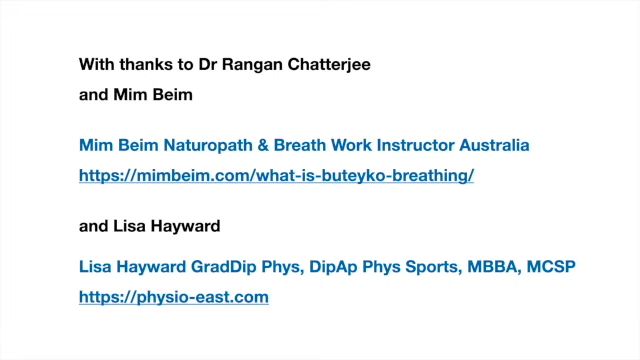 With thanks to Dr Rangan Chatterjee
and Mim Beim
Mim Beim Naturopath & Breath Work Instructor Australia
https://mimbeim.com/what-is-buteyko-breathing/
and Lisa Hayward
Lisa Hayward GradDip Phys, DipAp Phys Sports, MBBA, MCSP
https://physio-east.com